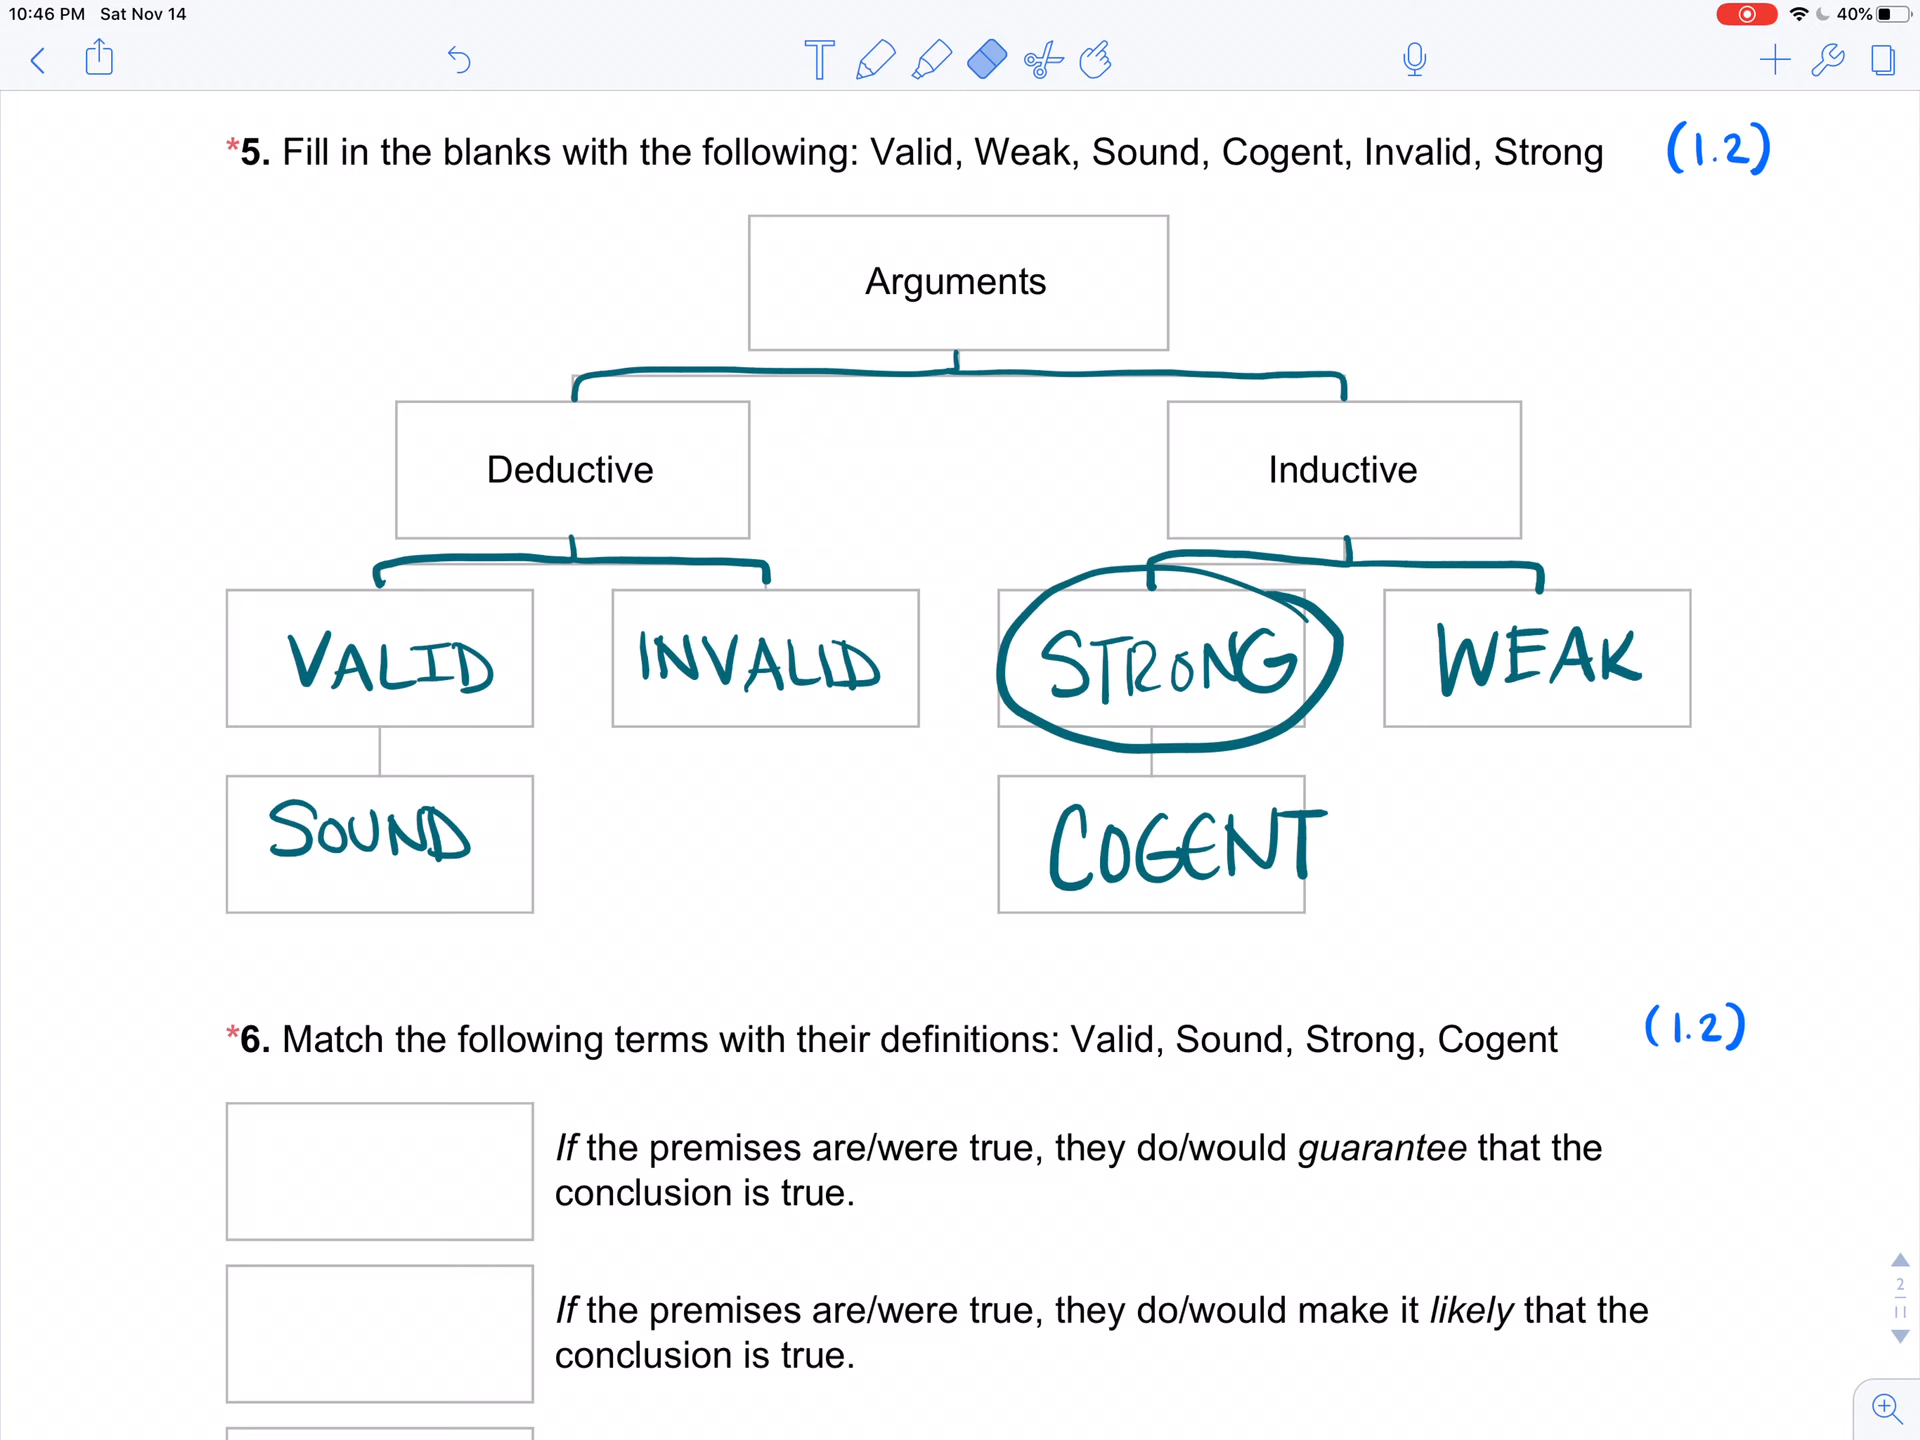 10:46 PM Sat Nov 14 40%
*5. Fill in the blanks with the following: Valid, Weak, Sound, Cogent, Invalid, Strong (1.2)
Arguments
Deductive Inductive
VALID INVALID STRONG WEAK
SOUND COGENT
*6. Match the following terms with their definitions: Valid, Sound, Strong, Cogent (1.2)
If the premises are/were true, they do/would guarantee that the
conclusion is true.
If the premises are/were true, they do/would make it likely that the
conclusion is true.
2
11